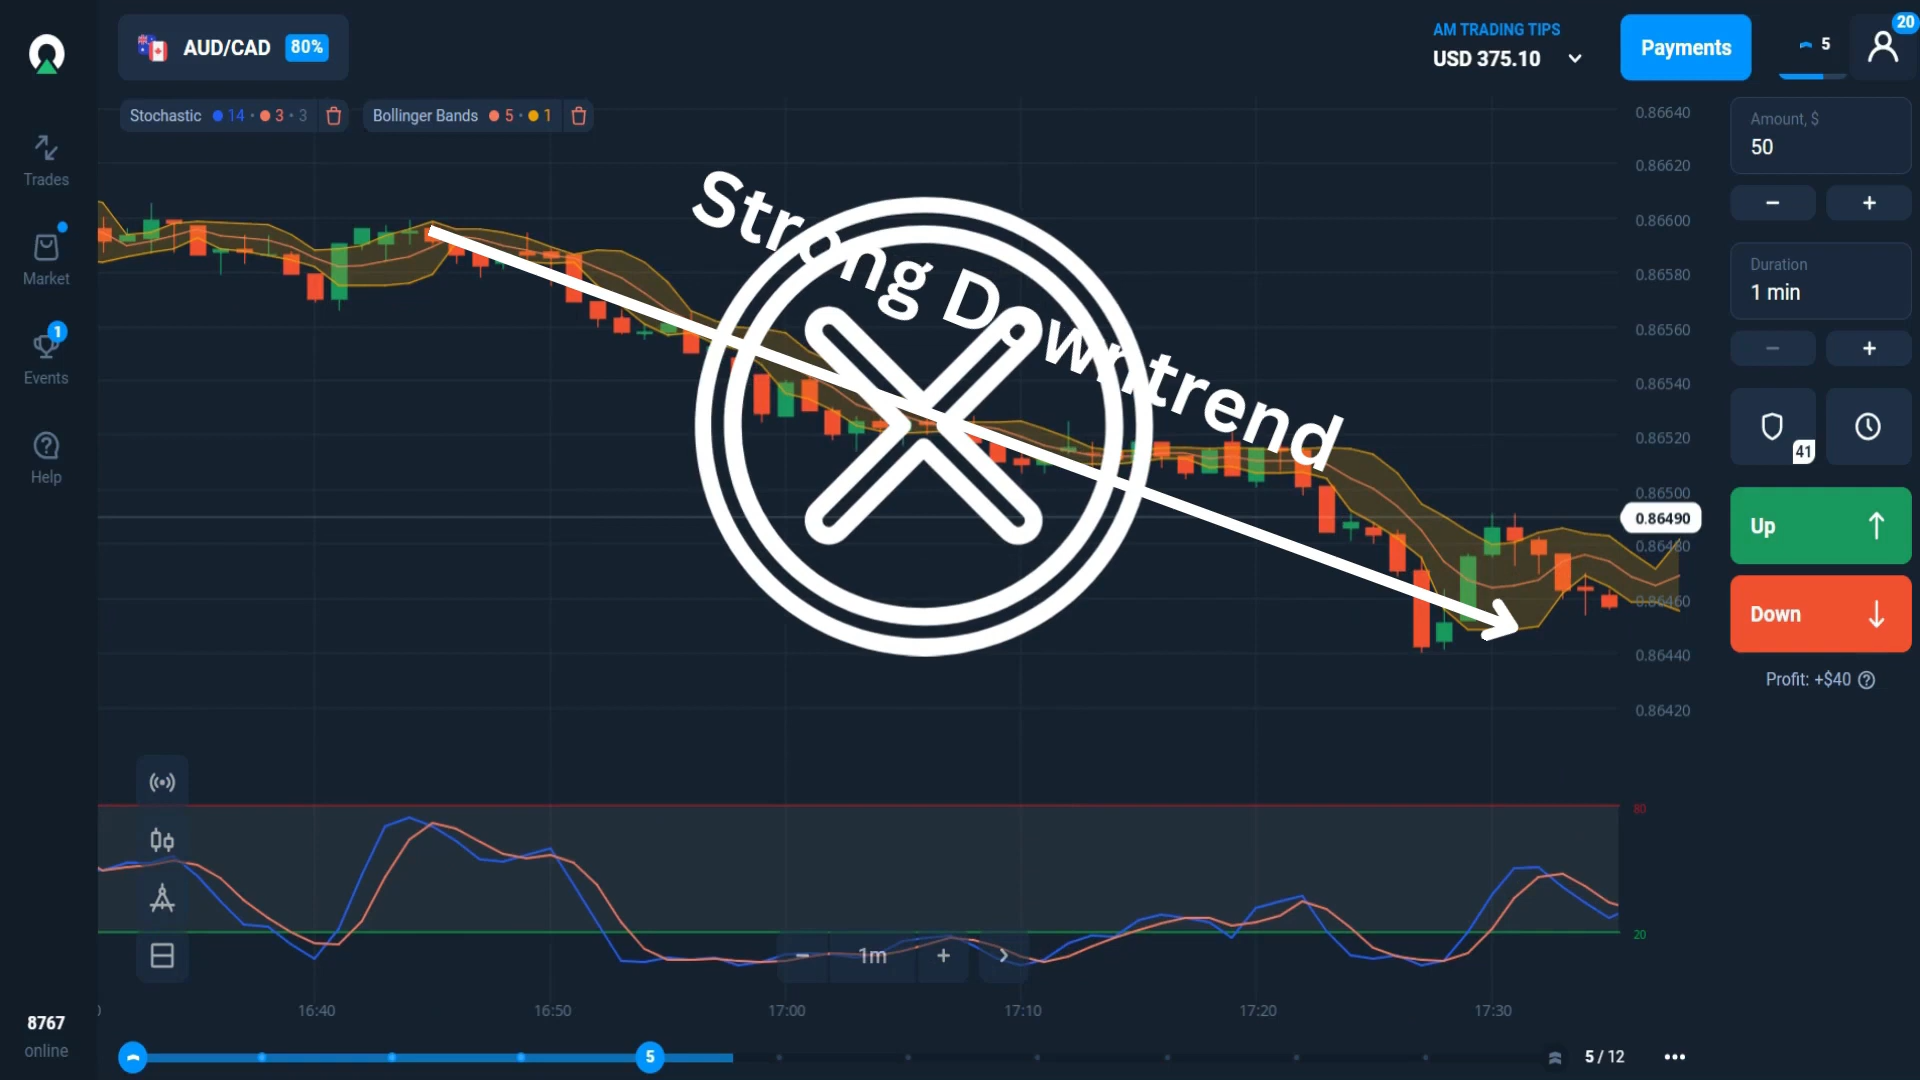 AUD/CAD 80%
AM TRADING TIPS
USD 375.10
Payments
5
20
Stochastic 14 · 3 · 3
Bollinger Bands 5 · 1
Strong Downtrend
Trades
Market
1
Events
Help
8767
online
0.86640
0.86620
0.86600
0.86580
0.86560
0.86540
0.86520
0.86500
0.86490
0.86480
0.86460
0.86440
0.86420
Amount, $
50
− +
Duration
1 min
− +
41
Up
Down
Profit: +$40 ?
80
20
− 1m + >
16:40 16:50 17:00 17:10 17:20 17:30
5
5 / 12